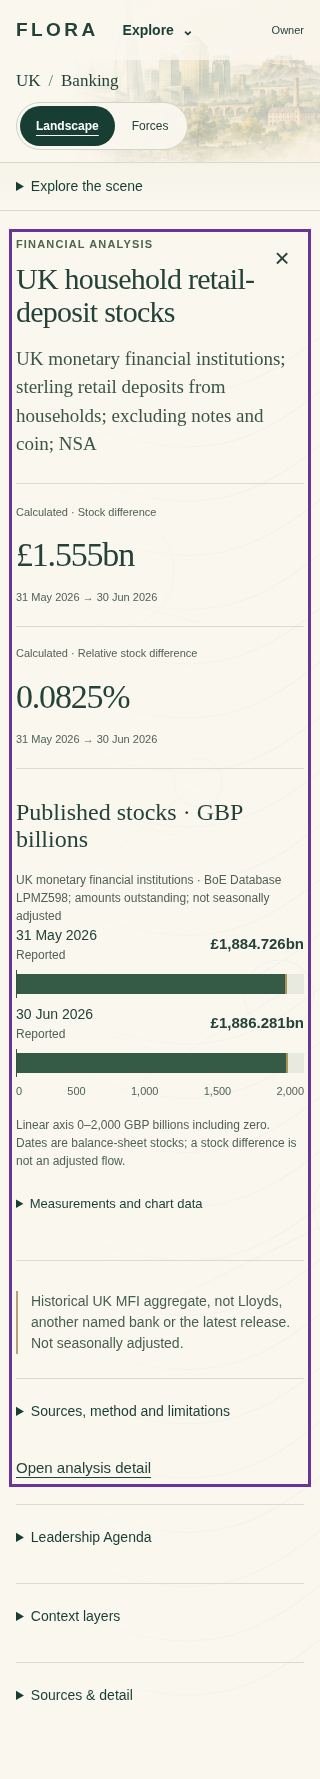 FLORA Explore Owner
UK / Banking
Landscape Forces
Explore the scene
FINANCIAL ANALYSIS
UK household retail-
deposit stocks
UK monetary financial institutions;
sterling retail deposits from
households; excluding notes and
coin; NSA
Calculated · Stock difference
£1.555bn
31 May 2026 → 30 Jun 2026
Calculated · Relative stock difference
0.0825%
31 May 2026 → 30 Jun 2026
Published stocks · GBP
billions
UK monetary financial institutions · BoE Database
LPMZ598; amounts outstanding; not seasonally
adjusted
31 May 2026
Reported
£1,884.726bn
30 Jun 2026
Reported
£1,886.281bn
0 500 1,000 1,500 2,000
Linear axis 0–2,000 GBP billions including zero.
Dates are balance-sheet stocks; a stock difference is
not an adjusted flow.
Measurements and chart data
Historical UK MFI aggregate, not Lloyds,
another named bank or the latest release.
Not seasonally adjusted.
Sources, method and limitations
Open analysis detail
Leadership Agenda
Context layers
Sources & detail